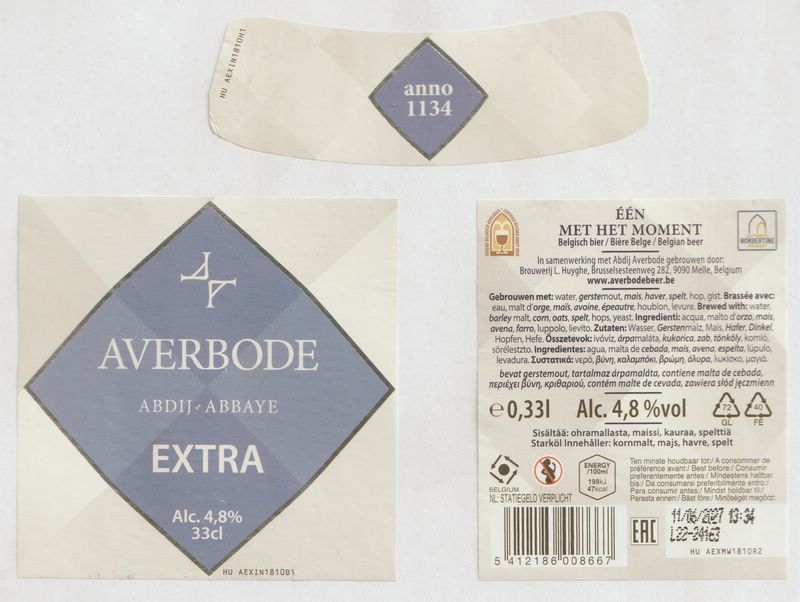 HU AEXIN1810H1
anno
1134
AVERBODE
ABDIJ ABBAYE
EXTRA
Alc. 4,8%
33cl
HU AEXIN1810B1
ÉÉN
MET HET MOMENT
Belgisch bier / Bière Belge / Belgian beer
NORBERTINE
In samenwerking met Abdij Averbode gebrouwen door:
Brouwerij L. Huyghe, Brusselsesteenweg 282, 9090 Melle, Belgium
www.averbodebeer.be
Gebrouwen met: water, gerstemout, mais, haver, spelt, hop, gist. Brassée avec:
eau, malt d'orge, maïs, avoine, épeautre, houblon, levure. Brewed with: water,
barley malt, corn, oats, spelt, hops, yeast. Ingredienti: acqua, malto d'orzo, mais,
avena, farro, luppolo, lievito. Zutaten: Wasser, Gerstenmalz, Mais, Hafer, Dinkel,
Hopfen, Hefe. Összetevok: ivóvíz, árpamaláta, kukorica, zab, tönköly, komló,
sörélesztzto. Ingredientes: agua, malta de cebada, mais, avena, espelta, lúpulo,
levadura. Συστατικά: νερό, βύνη, καλαμπόκι, βρώμη, όλυρα, λυκίσκο, μαγιά.
bevat gerstemout, tartalmaz árpamaláta, contiene malta de cebada,
περιέχει βύνη, κριθαριού, contém malte de cevada, zawiera słód jęczmienn
e 0,33l Alc. 4,8 %vol
72
GL
40
FE
Sisältää: ohramallasta, maissi, kauraa, spelttiä
Starköl Innehåller: kornmalt, majs, havre, spelt
BELGIUM
ENERGY
/100ml
198kJ
47kcal
NL: STATIEGELD VERPLICHT
Ten minste houdbaar tot:/ A consommer de
préférence avant:/ Best before:/ Consumir
preferentemente antes:/ Mindestens haltbar
bis:/ Da consumarsi preferibilmente entro:/
Para consumir antes:/ Mindst holdbar til:/
Parasta ennen:/ Bäst före:/ Minőségét megőrzi:
5 412186 008667
EAC
11/06/2027 13:34
L22-24163
HU AEXMW1810R2